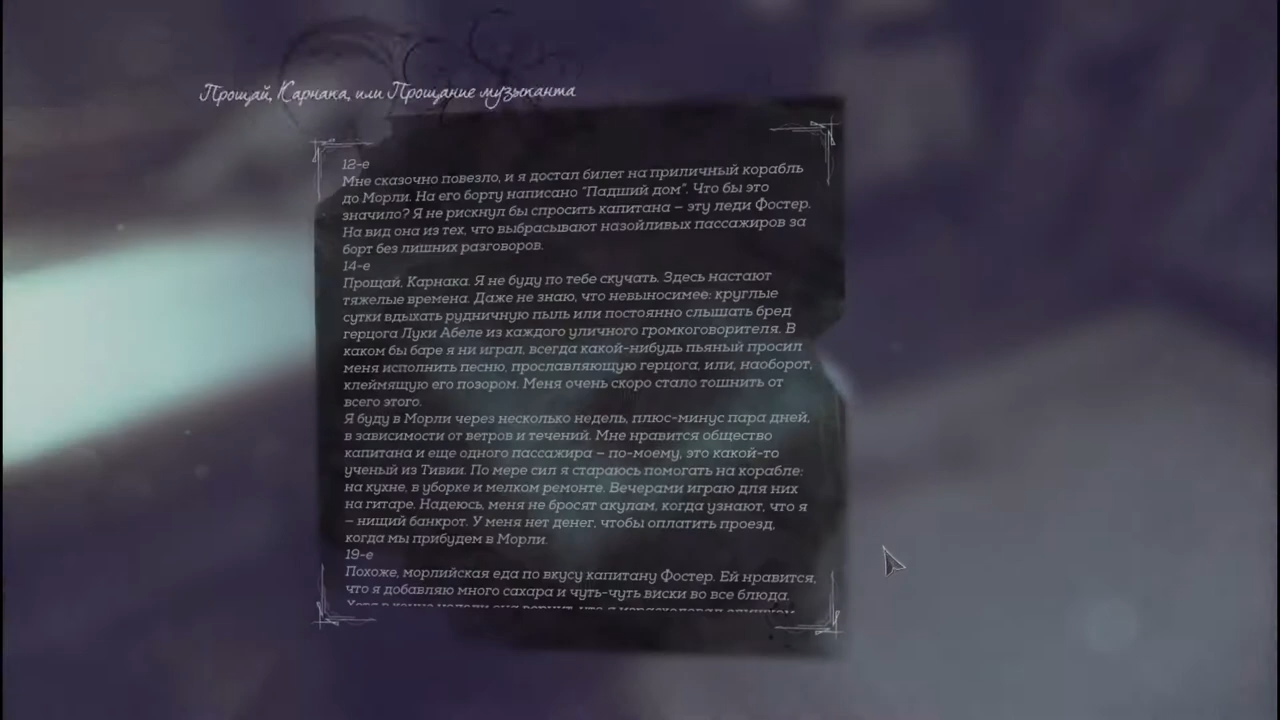 Прощай, Карнака, или Прощание музыканта
12-е
Мне сказочно повезло, и я достал билет на приличный корабль
до Морли. На его борту написано "Падший дом". Что бы это
значило? Я не рискнул бы спросить капитана – эту леди Фостер.
На вид она из тех, что выбрасывают назойливых пассажиров за
борт без лишних разговоров.
14-е
Прощай, Карнака. Я не буду по тебе скучать. Здесь настают
тяжелые времена. Даже не знаю, что невыносимее: круглые
сутки вдыхать рудничную пыль или постоянно слышать бред
герцога Луки Абеле из каждого уличного громкоговорителя. В
каком бы баре я ни играл, всегда какой-нибудь пьяный просил
меня исполнить песню, прославляющую герцога, или, наоборот,
клеймящую его позором. Меня очень скоро стало тошнить от
всего этого.
Я буду в Морли через несколько недель, плюс-минус пара дней,
в зависимости от ветров и течений. Мне нравится общество
капитана и еще одного пассажира – по-моему, это какой-то
ученый из Тивии. По мере сил я стараюсь помогать на корабле:
на кухне, в уборке и мелком ремонте. Вечерами играю для них
на гитаре. Надеюсь, меня не бросят акулам, когда узнают, что я
– нищий банкрот. У меня нет денег, чтобы оплатить проезд,
когда мы прибудем в Морли.
19-е
Похоже, морлийская еда по вкусу капитану Фостер. Ей нравится,
что я добавляю много сахара и чуть-чуть виски во все блюда.